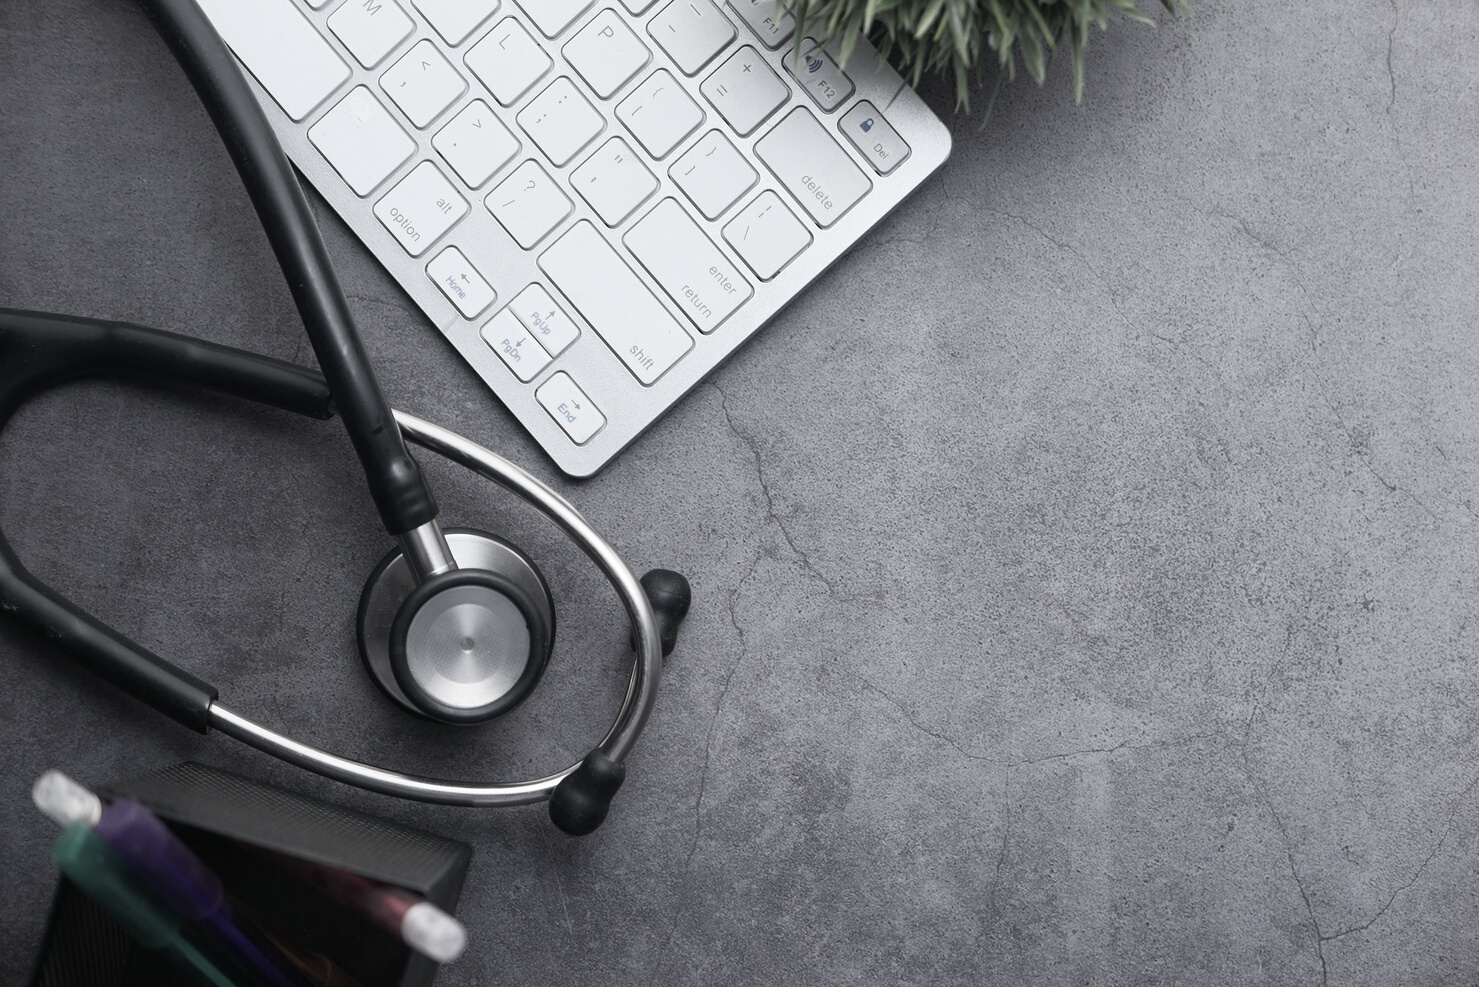 M
L
P
_
-
F11
< ,
+ =
F12
: ;
{ [
Del
> .
" '
} ]
delete
? /
| \
alt
option
enter
return
Home
PgUp
PgDn
shift
End